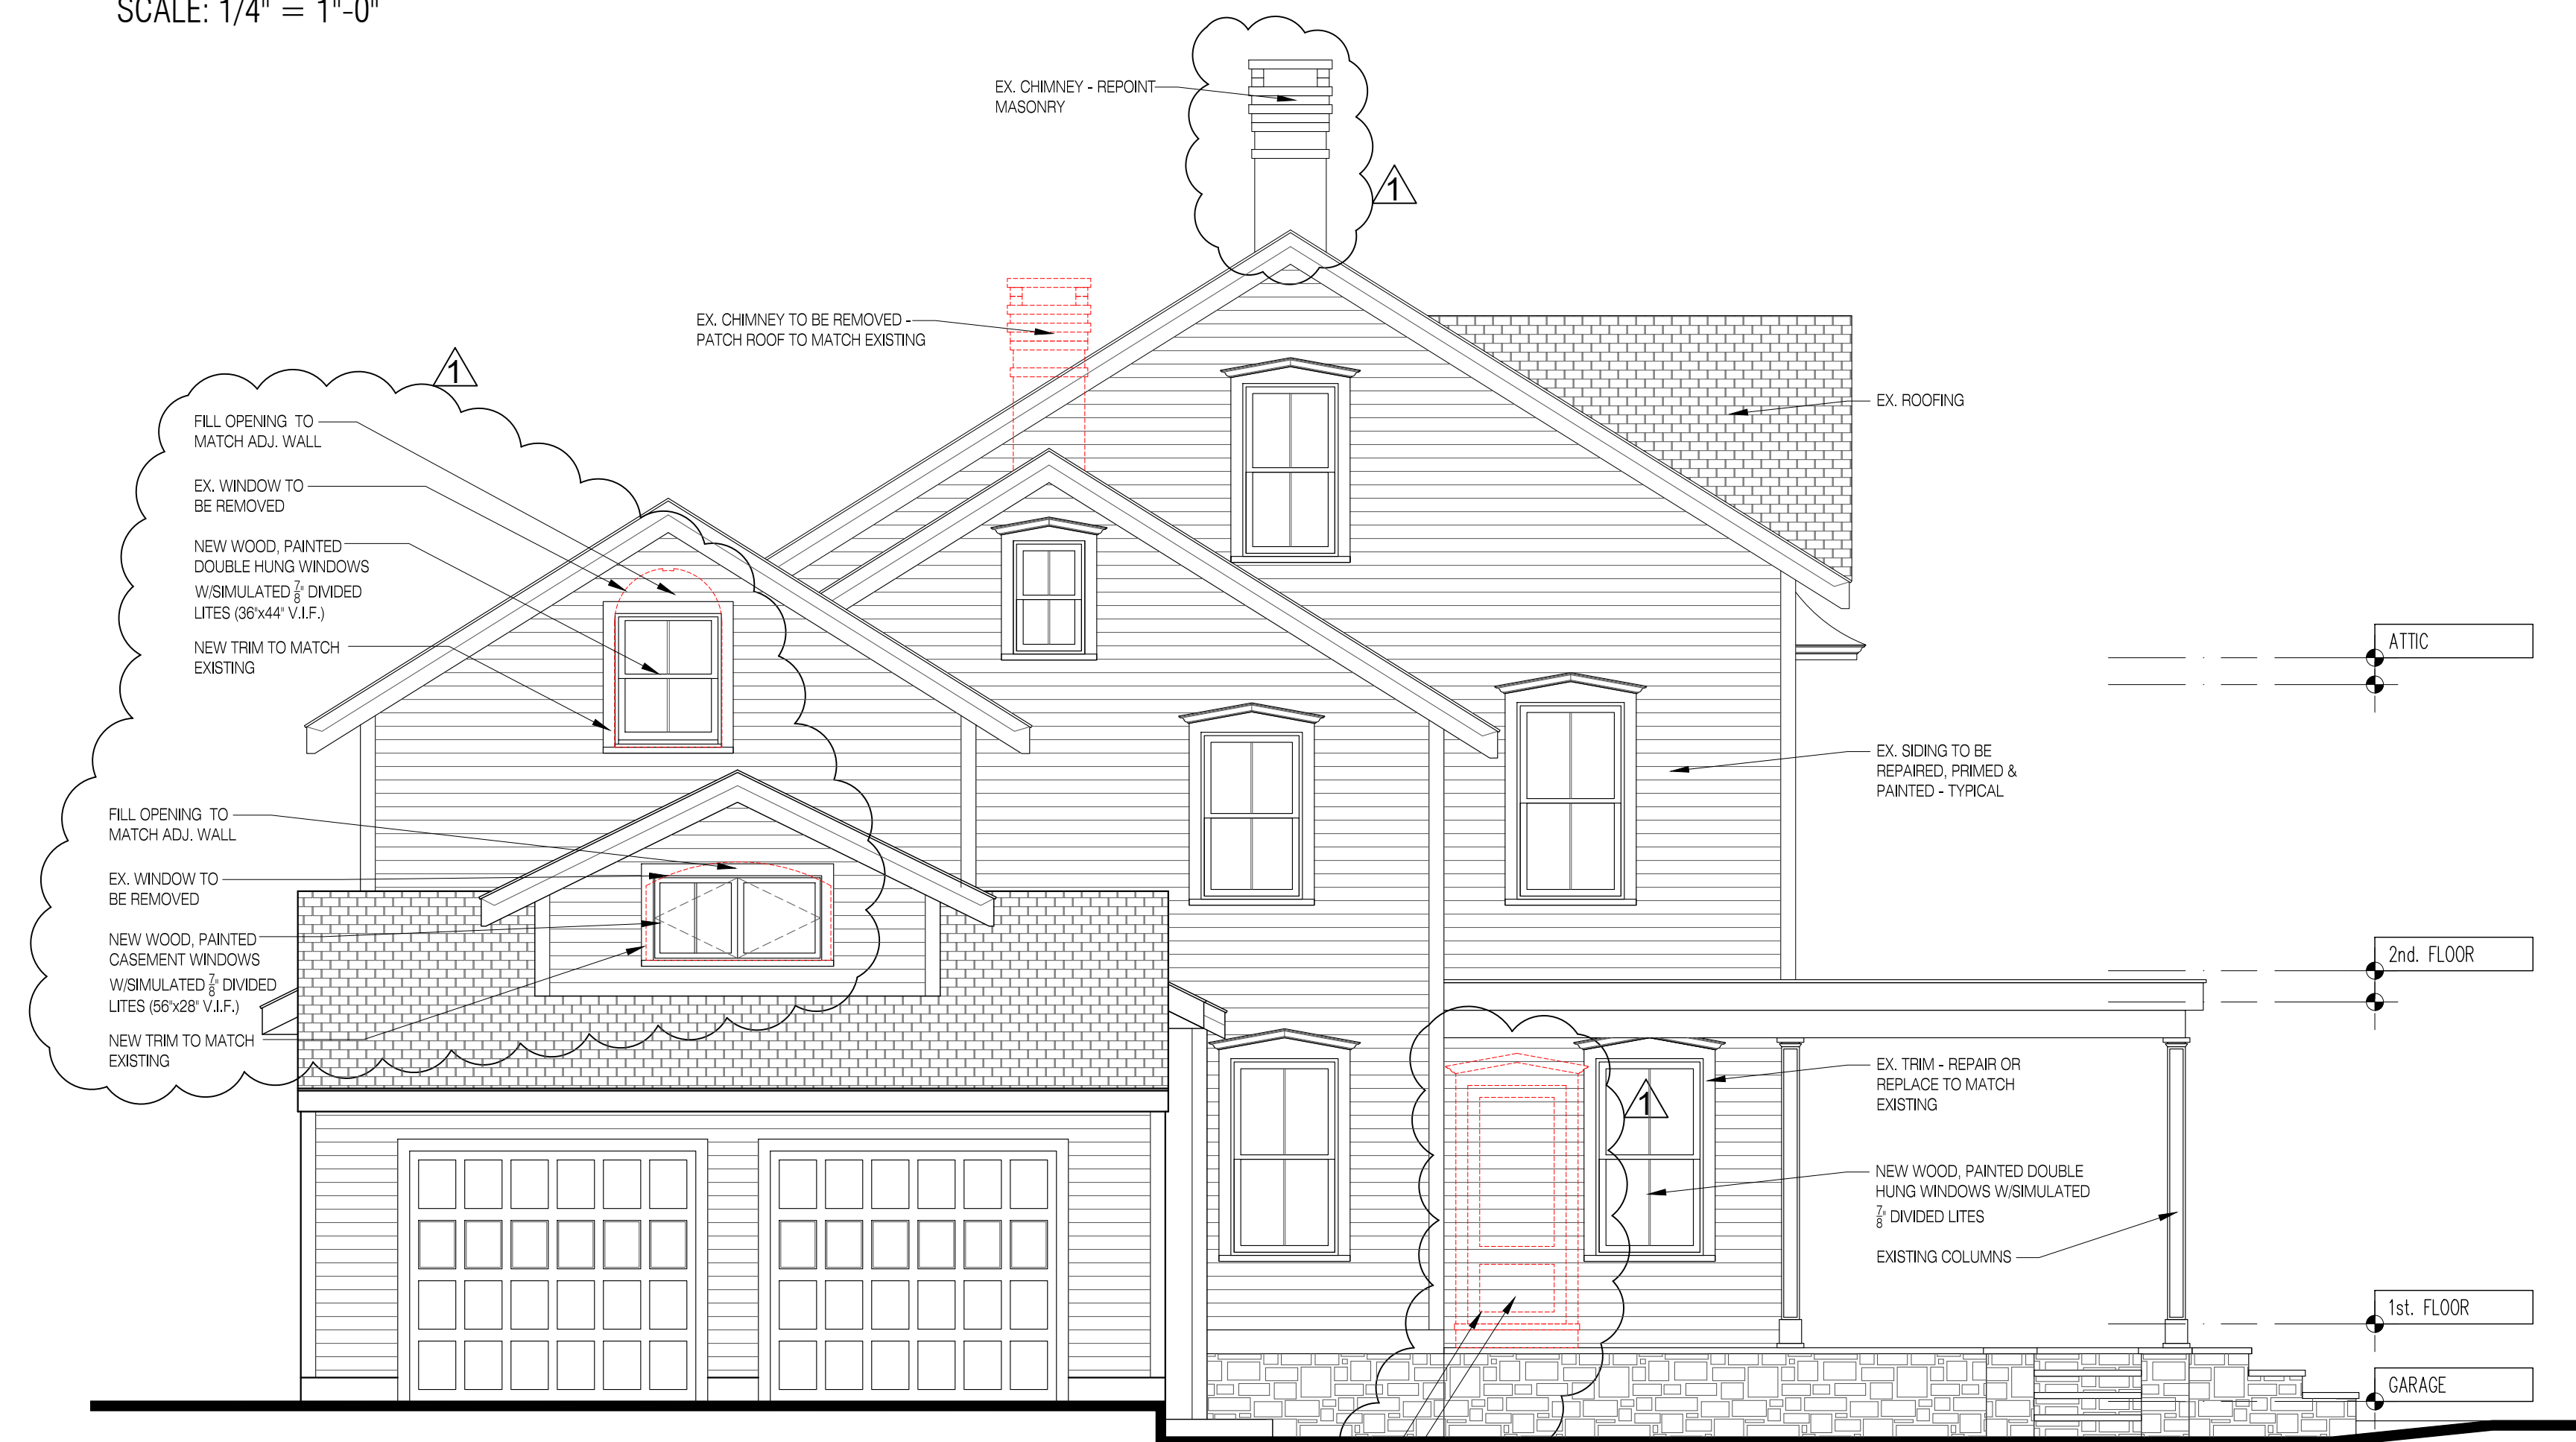 SCALE: 1/4" = 1"-0"
EX. CHIMNEY - REPOINT
MASONRY
1
EX. CHIMNEY TO BE REMOVED -
PATCH ROOF TO MATCH EXISTING
1
FILL OPENING TO
MATCH ADJ. WALL
EX. WINDOW TO
BE REMOVED
NEW WOOD, PAINTED
DOUBLE HUNG WINDOWS
W/SIMULATED 7/8" DIVIDED
LITES (36"x44" V.I.F.)
NEW TRIM TO MATCH
EXISTING
FILL OPENING TO
MATCH ADJ. WALL
EX. WINDOW TO
BE REMOVED
NEW WOOD, PAINTED
CASEMENT WINDOWS
W/SIMULATED 7/8" DIVIDED
LITES (56"x28" V.I.F.)
NEW TRIM TO MATCH
EXISTING
EX. ROOFING
EX. SIDING TO BE
REPAIRED, PRIMED &
PAINTED - TYPICAL
1
EX. TRIM - REPAIR OR
REPLACE TO MATCH
EXISTING
NEW WOOD, PAINTED DOUBLE
HUNG WINDOWS W/SIMULATED
7/8" DIVIDED LITES
EXISTING COLUMNS
ATTIC
2nd. FLOOR
1st. FLOOR
GARAGE